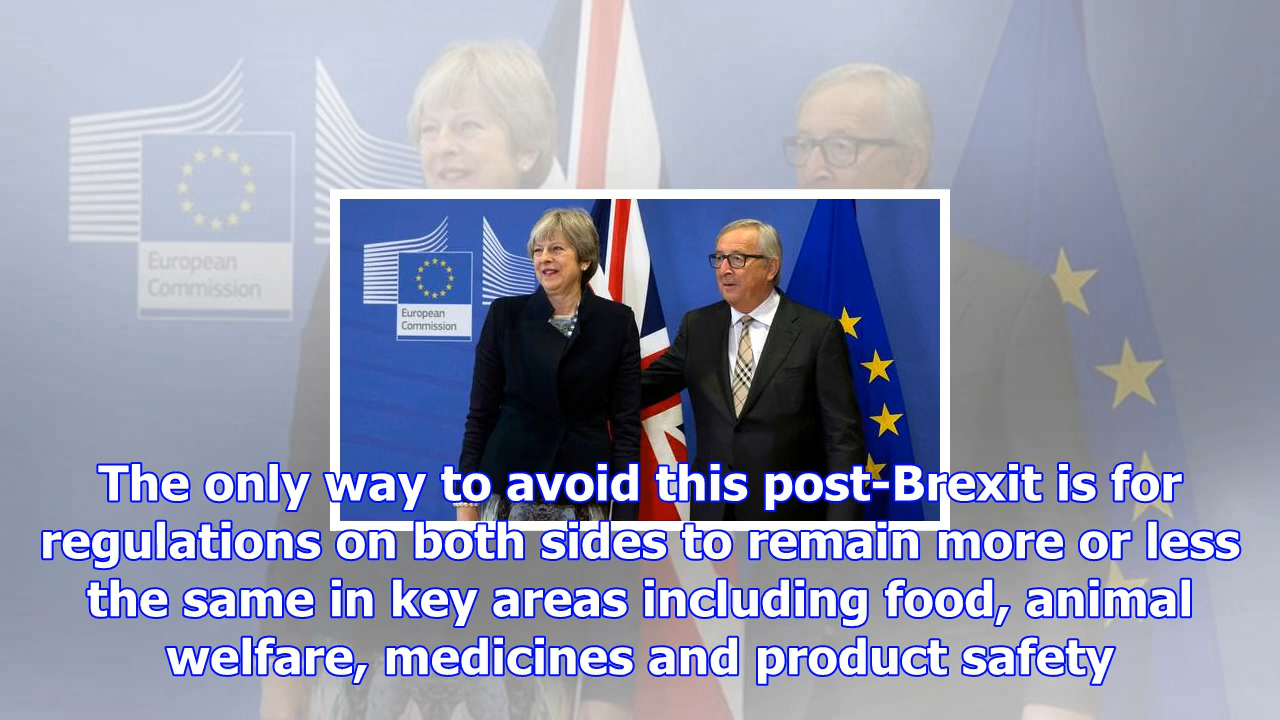 European
Commission
European
Commission
The only way to avoid this post-Brexit is for
regulations on both sides to remain more or less
the same in key areas including food, animal
welfare, medicines and product safety